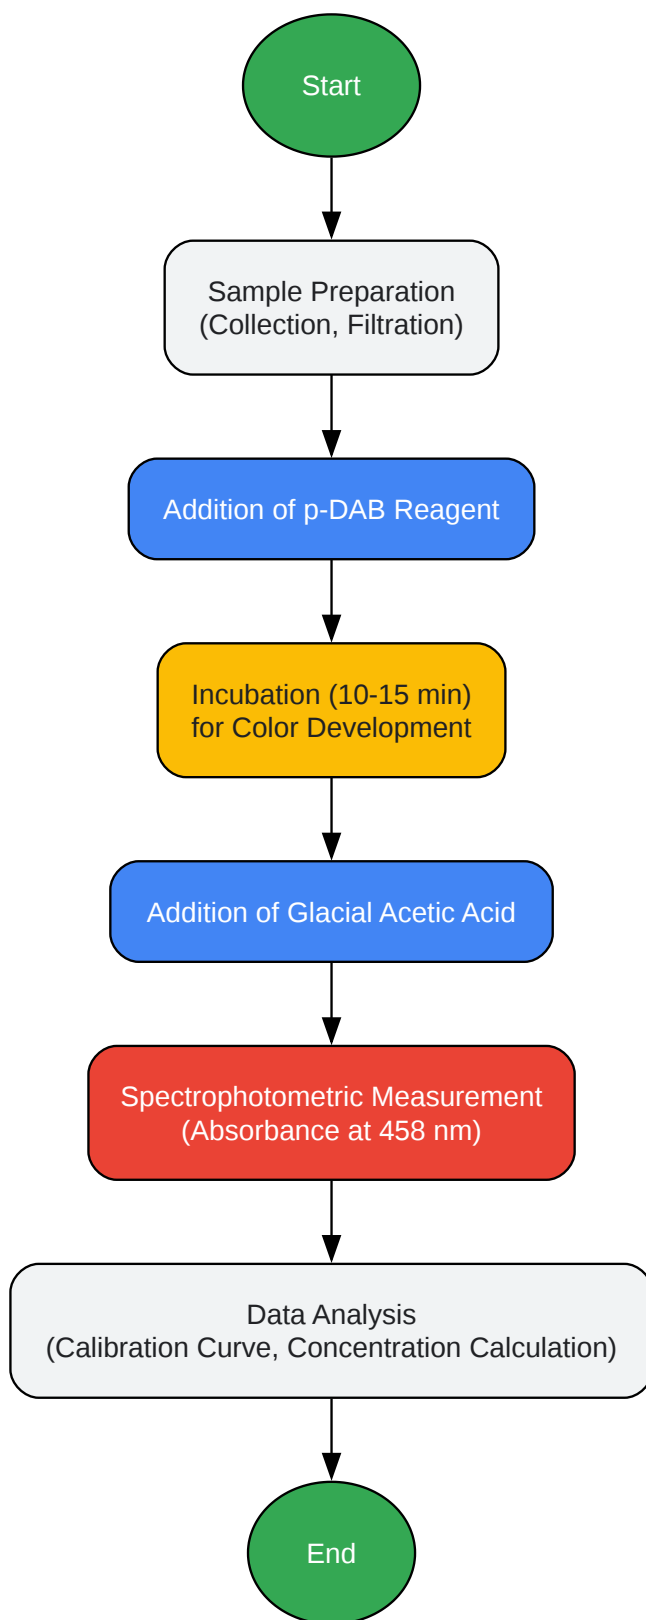 Start
Sample Preparation
(Collection, Filtration)
Addition of p-DAB Reagent
Incubation (10-15 min)
for Color Development
Addition of Glacial Acetic Acid
Spectrophotometric Measurement
(Absorbance at 458 nm)
Data Analysis
(Calibration Curve, Concentration Calculation)
End